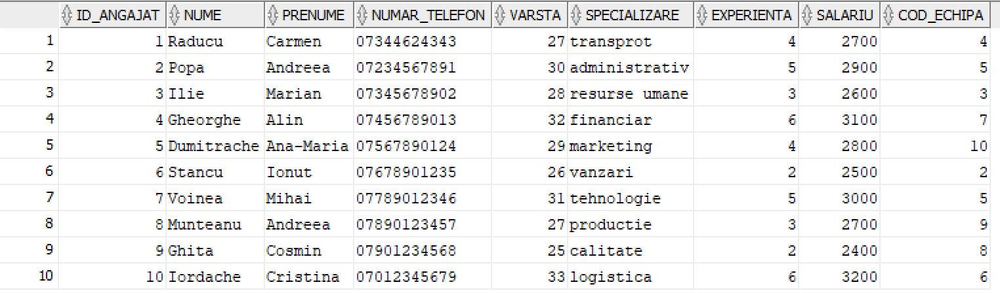 ID_ANGAJAT NUME PRENUME NUMAR_TELEFON VARSTA SPECIALIZARE EXPERIENTA SALARIU COD_ECHIPA
1 1 Raducu Carmen 07344624343 27 transprot 4 2700 4
2 2 Popa Andreea 07234567891 30 administrativ 5 2900 5
3 3 Ilie Marian 07345678902 28 resurse umane 3 2600 3
4 4 Gheorghe Alin 07456789013 32 financiar 6 3100 7
5 5 Dumitrache Ana-Maria 07567890124 29 marketing 4 2800 10
6 6 Stancu Ionut 07678901235 26 vanzari 2 2500 2
7 7 Voinea Mihai 07789012346 31 tehnologie 5 3000 5
8 8 Munteanu Andreea 07890123457 27 productie 3 2700 9
9 9 Ghita Cosmin 07901234568 25 calitate 2 2400 8
10 10 Iordache Cristina 07012345679 33 logistica 6 3200 6